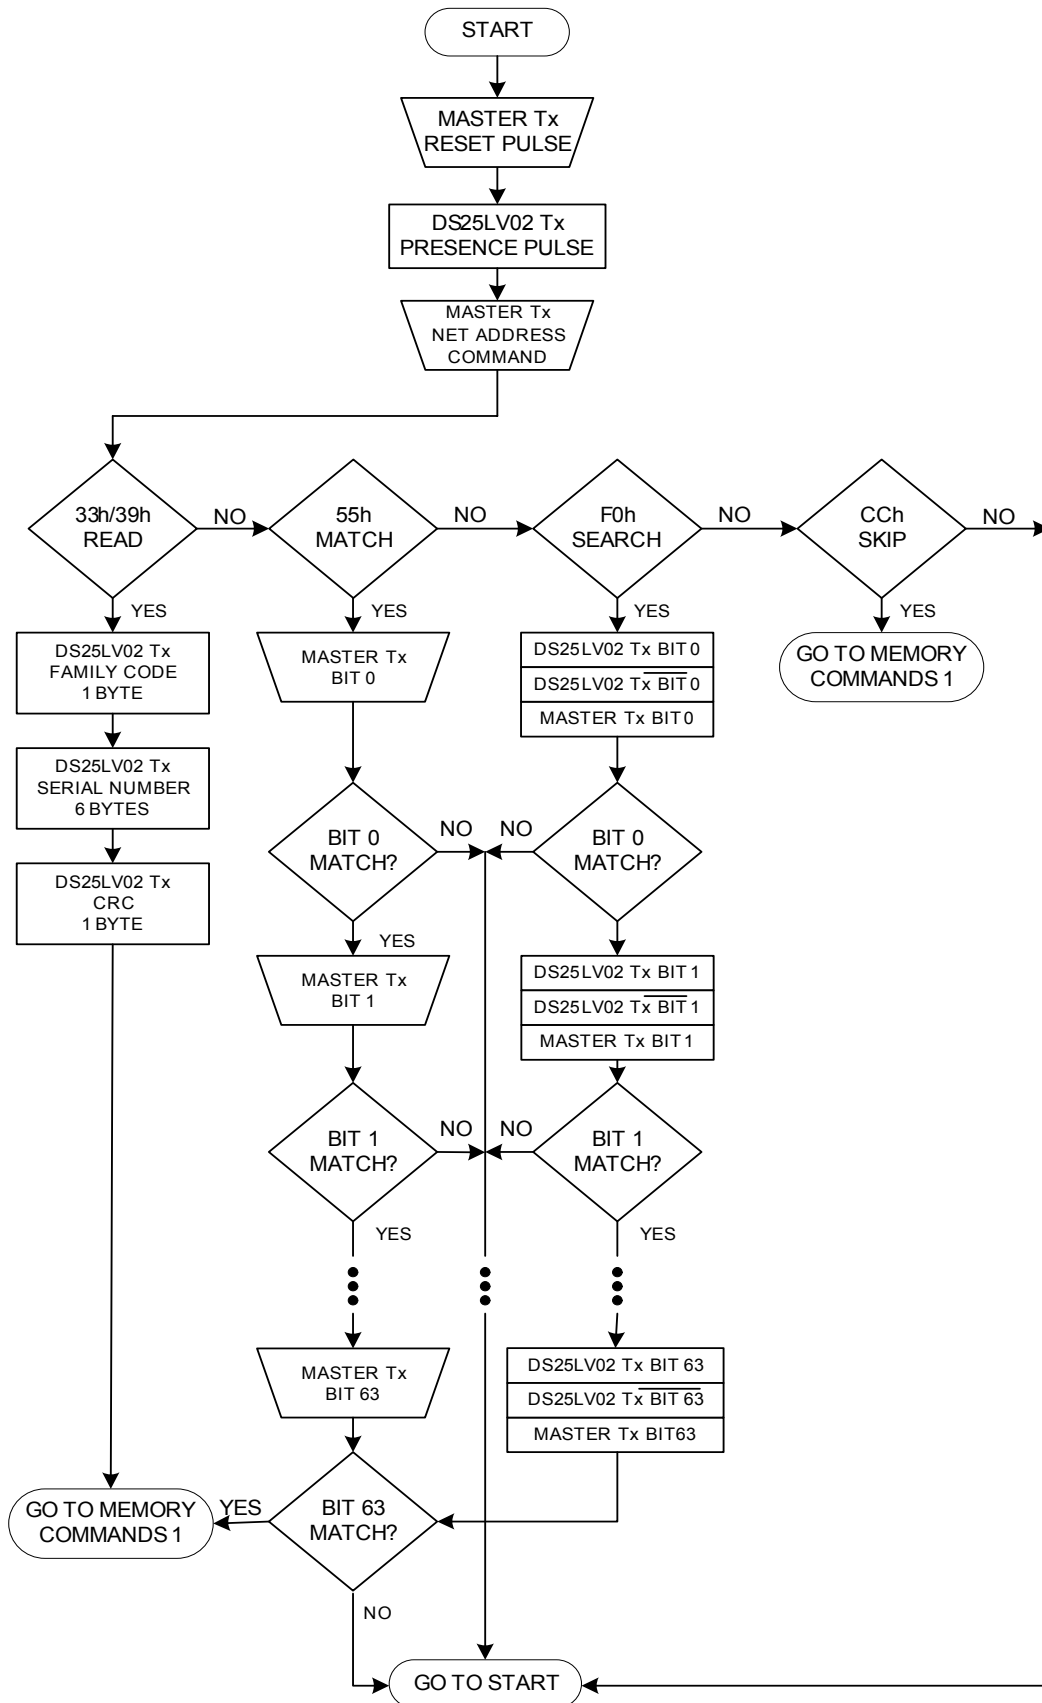 START
MASTER Tx
RESET PULSE
DS25LV02 Tx
PRESENCE PULSE
MASTER Tx
NET ADDRESS
COMMAND
33h/39h
READ
NO
55h
MATCH
NO
F0h
SEARCH
NO
CCh
SKIP
NO
YES
YES
YES
YES
DS25LV02 Tx
FAMILY CODE
1 BYTE
MASTER Tx
BIT 0
DS25LV02 Tx BIT 0
DS25LV02 Tx BIT 0
MASTER Tx BIT 0
GO TO MEMORY
COMMANDS 1
DS25LV02 Tx
SERIAL NUMBER
6 BYTES
DS25LV02 Tx
CRC
1 BYTE
BIT 0
MATCH?
NO
NO
BIT 0
MATCH?
YES
MASTER Tx
BIT 1
DS25LV02 Tx BIT 1
DS25LV02 Tx BIT 1
MASTER Tx BIT 1
BIT 1
MATCH?
NO
NO
BIT 1
MATCH?
YES
YES
MASTER Tx
BIT 63
DS25LV02 Tx BIT 63
DS25LV02 Tx BIT 63
MASTER Tx BIT63
GO TO MEMORY
COMMANDS 1
YES
BIT 63
MATCH?
NO
GO TO START